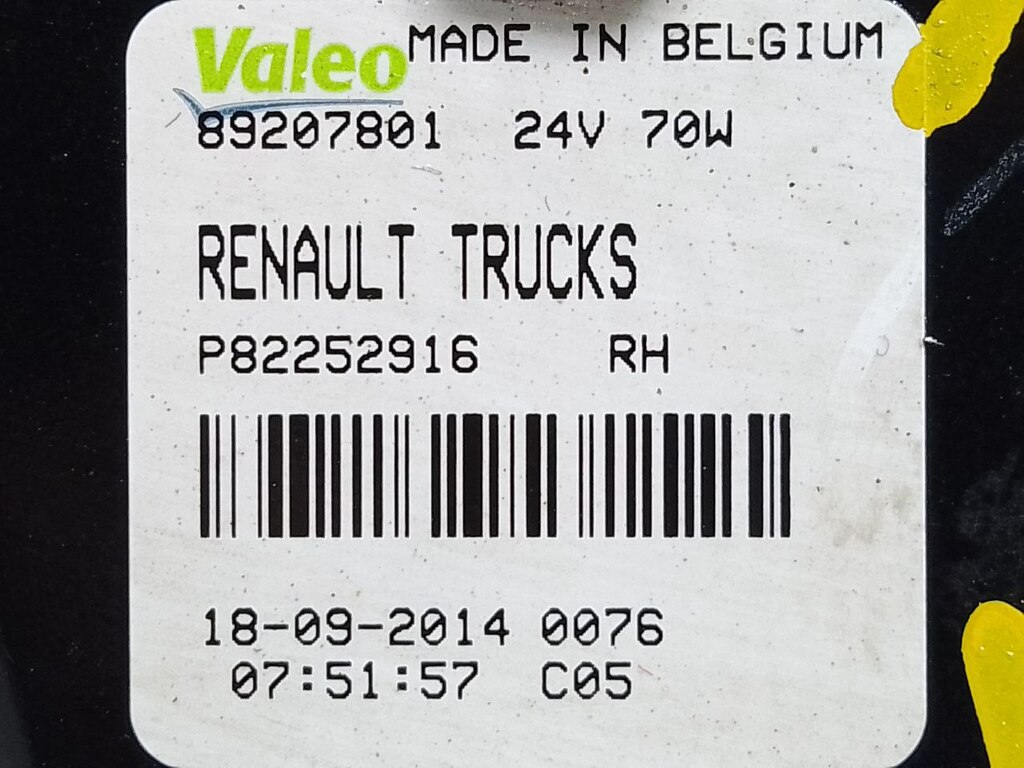 Valeo MADE IN BELGIUM
89207801 24V 70W
RENAULT TRUCKS
P82252916 RH
18-09-2014 0076
07:51:57 C05